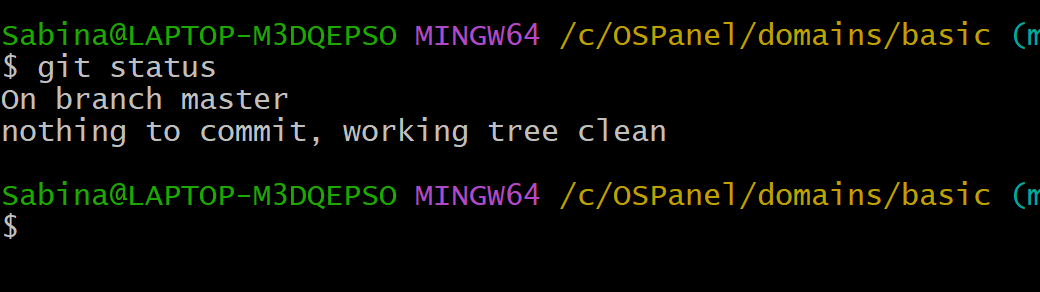 Sabina@LAPTOP-M3DQEPSO MINGW64 /c/OSPanel/domains/basic (m
$ git status
On branch master
nothing to commit, working tree clean
Sabina@LAPTOP-M3DQEPSO MINGW64 /c/OSPanel/domains/basic (m
$